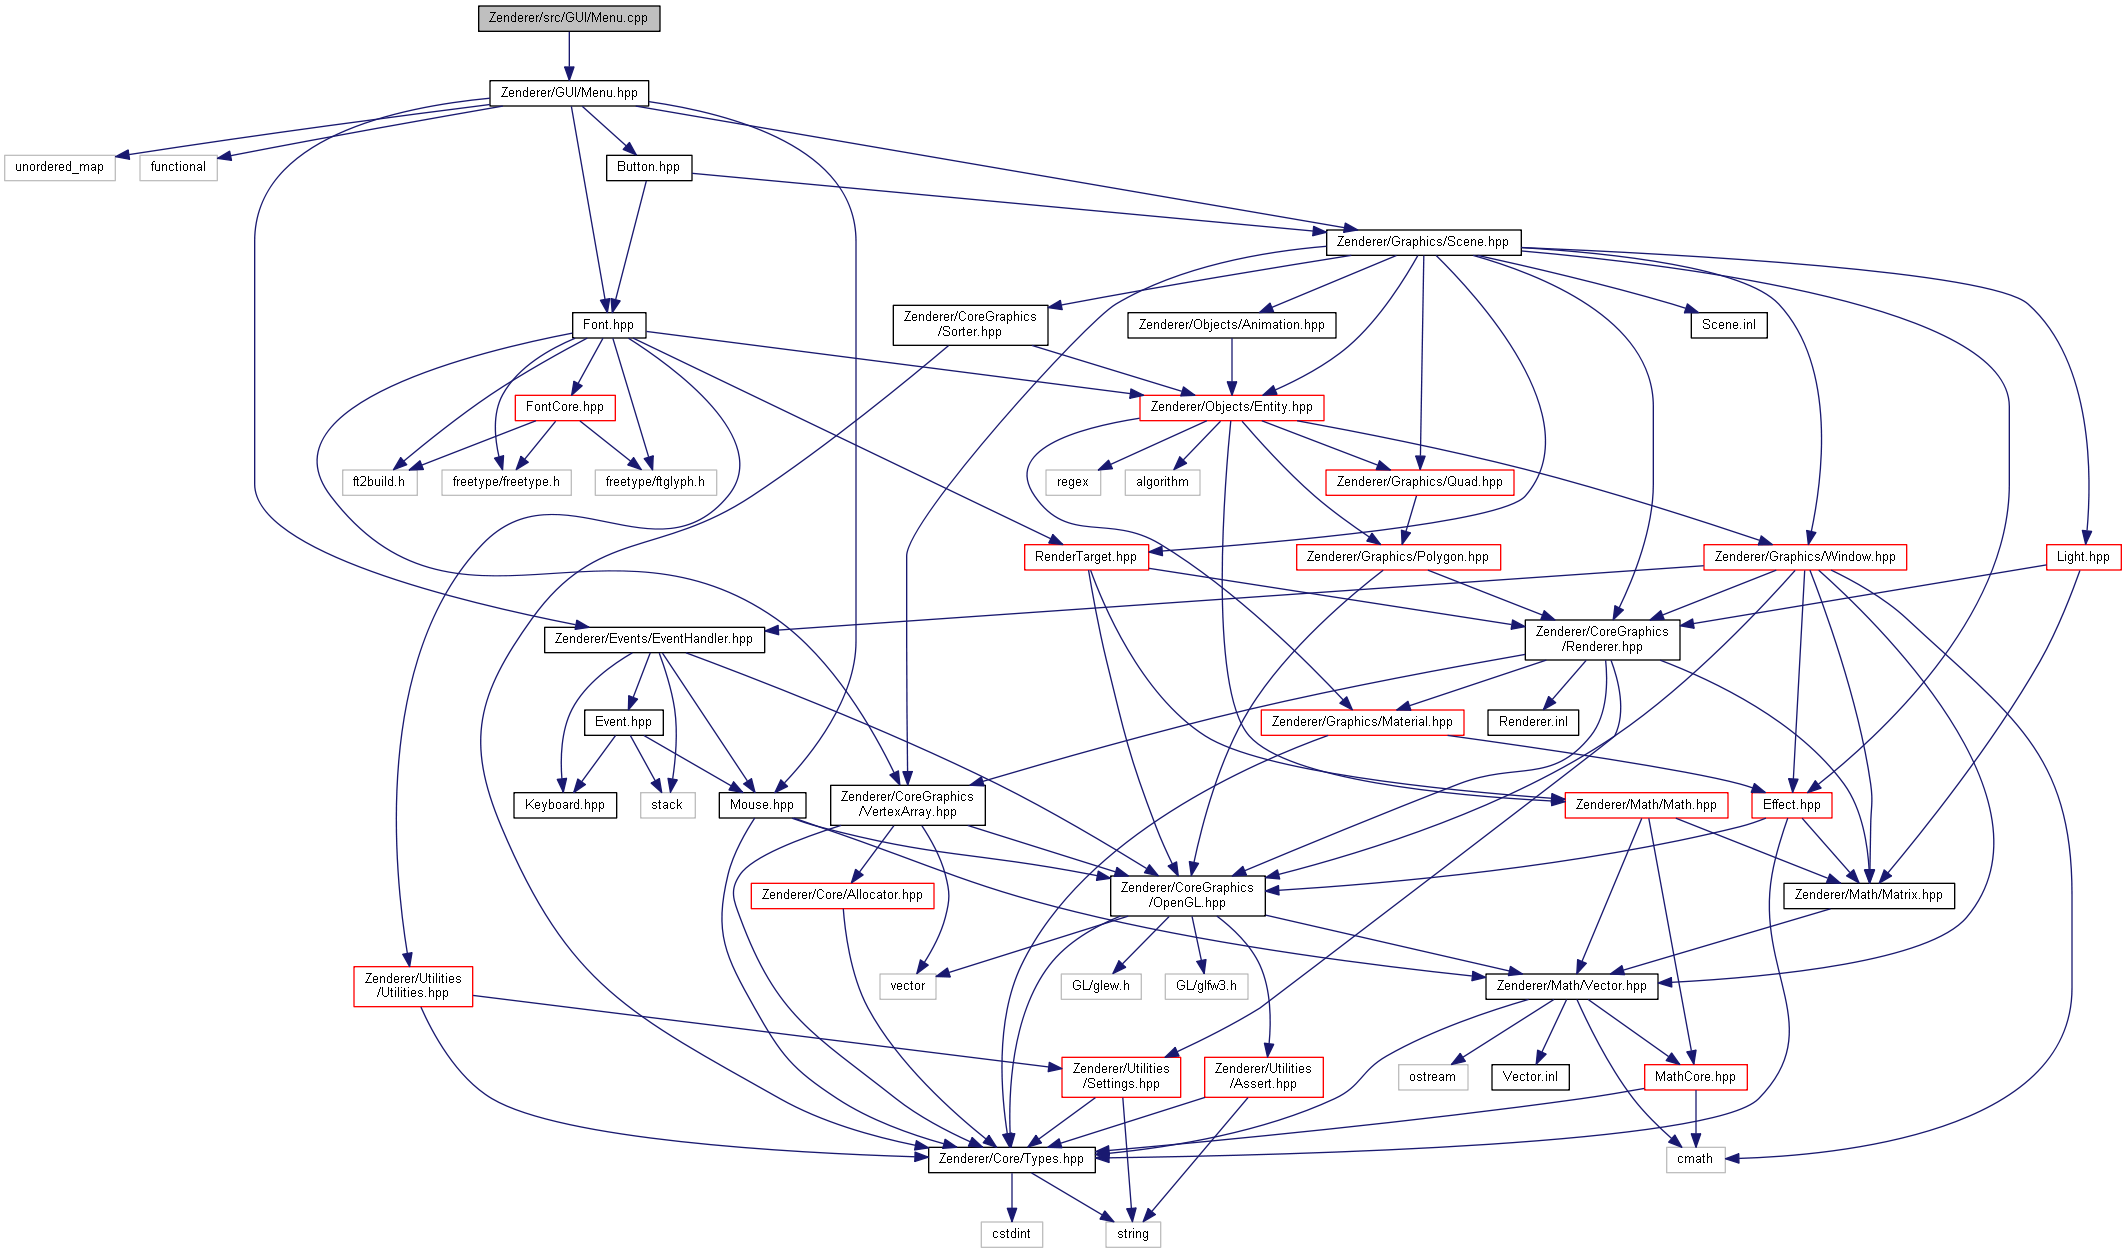 Zenderer/src/GUI/Menu.cpp
Zenderer/GUI/Menu.hpp
unordered_map
functional
Button.hpp
Zenderer/Graphics/Scene.hpp
Font.hpp
Zenderer/CoreGraphics
/Sorter.hpp
Zenderer/Objects/Animation.hpp
Scene.inl
FontCore.hpp
Zenderer/Objects/Entity.hpp
ft2build.h
freetype/freetype.h
freetype/ftglyph.h
regex
algorithm
Zenderer/Graphics/Quad.hpp
RenderTarget.hpp
Zenderer/Graphics/Polygon.hpp
Zenderer/Graphics/Window.hpp
Light.hpp
Zenderer/Events/EventHandler.hpp
Zenderer/CoreGraphics
/Renderer.hpp
Event.hpp
Zenderer/Graphics/Material.hpp
Renderer.inl
Keyboard.hpp
stack
Mouse.hpp
Zenderer/CoreGraphics
/VertexArray.hpp
Zenderer/Math/Math.hpp
Effect.hpp
Zenderer/Core/Allocator.hpp
Zenderer/CoreGraphics
/OpenGL.hpp
Zenderer/Math/Matrix.hpp
Zenderer/Utilities
/Utilities.hpp
vector
GL/glew.h
GL/glfw3.h
Zenderer/Math/Vector.hpp
Zenderer/Utilities
/Settings.hpp
Zenderer/Utilities
/Assert.hpp
ostream
Vector.inl
MathCore.hpp
Zenderer/Core/Types.hpp
cmath
cstdint
string